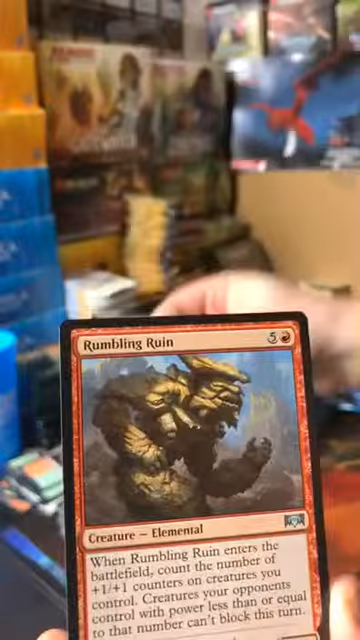 Rumbling Ruin 5
Creature — Elemental
When Rumbling Ruin enters the
battlefield, count the number of
+1/+1 counters on creatures you
control. Creatures your opponents
control with power less than or equal
to that number can't block this turn.